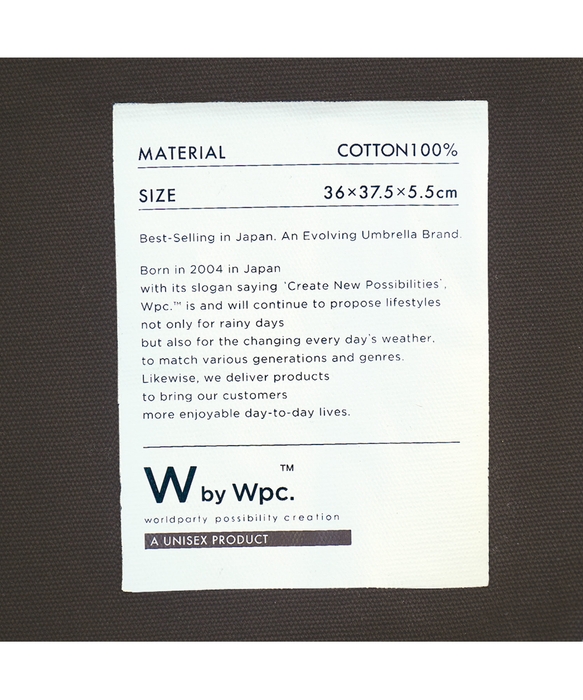 MATERIAL COTTON100%
SIZE 36×37.5×5.5cm
Best-Selling in Japan. An Evolving Umbrella Brand.
Born in 2004 in Japan
with its slogan saying 'Create New Possibilities',
Wpc.™ is and will continue to propose lifestyles
not only for rainy days
but also for the changing every day's weather,
to match various generations and genres.
Likewise, we deliver products
to bring our customers
more enjoyable day-to-day lives.
W by Wpc.™
worldparty possibility creation
A UNISEX PRODUCT